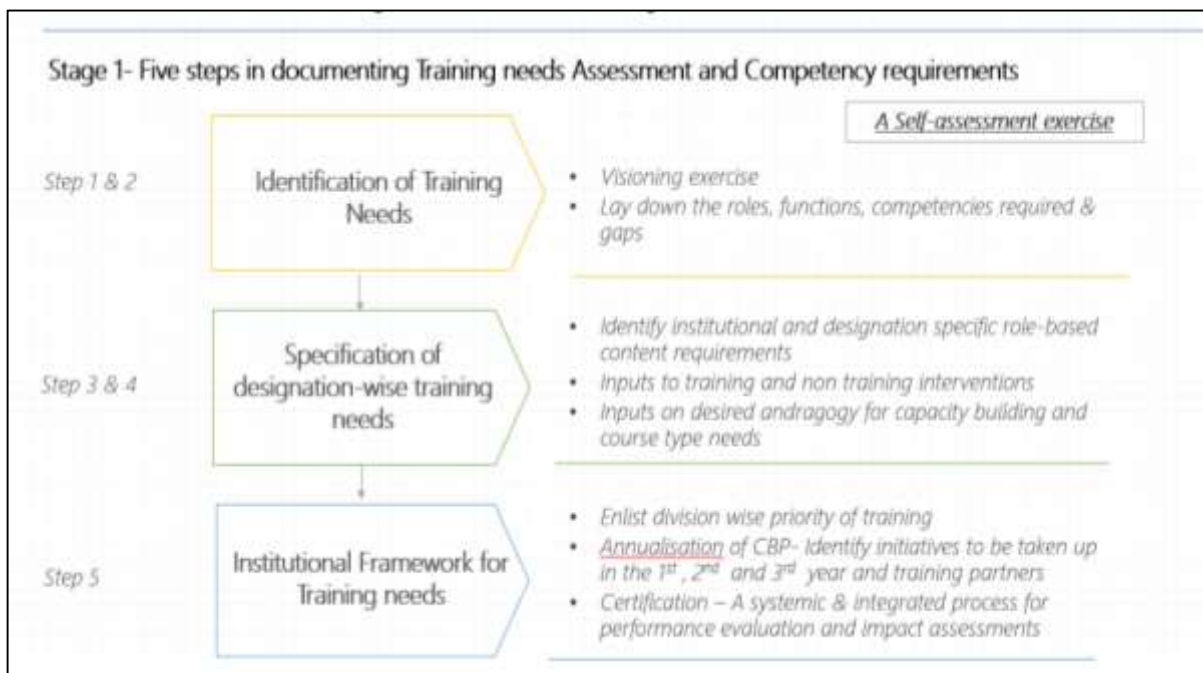 Stage 1- Five steps in documenting Training needs Assessment and Competency requirements
A Self-assessment exercise
Step 1 & 2
Identification of Training
Needs
• Visioning exercise
• Lay down the roles, functions, competencies required &
gaps
Step 3 & 4
Specification of
designation-wise training
needs
• Identify institutional and designation specific role-based
content requirements
• Inputs to training and non training interventions
• Inputs on desired andragogy for capacity building and
course type needs
Step 5
Institutional Framework for
Training needs
• Enlist division wise priority of training
• Annualisation of CBP- Identify initiatives to be taken up
in the 1st , 2nd and 3rd year and training partners
• Certification – A systemic & integrated process for
performance evaluation and impact assessments